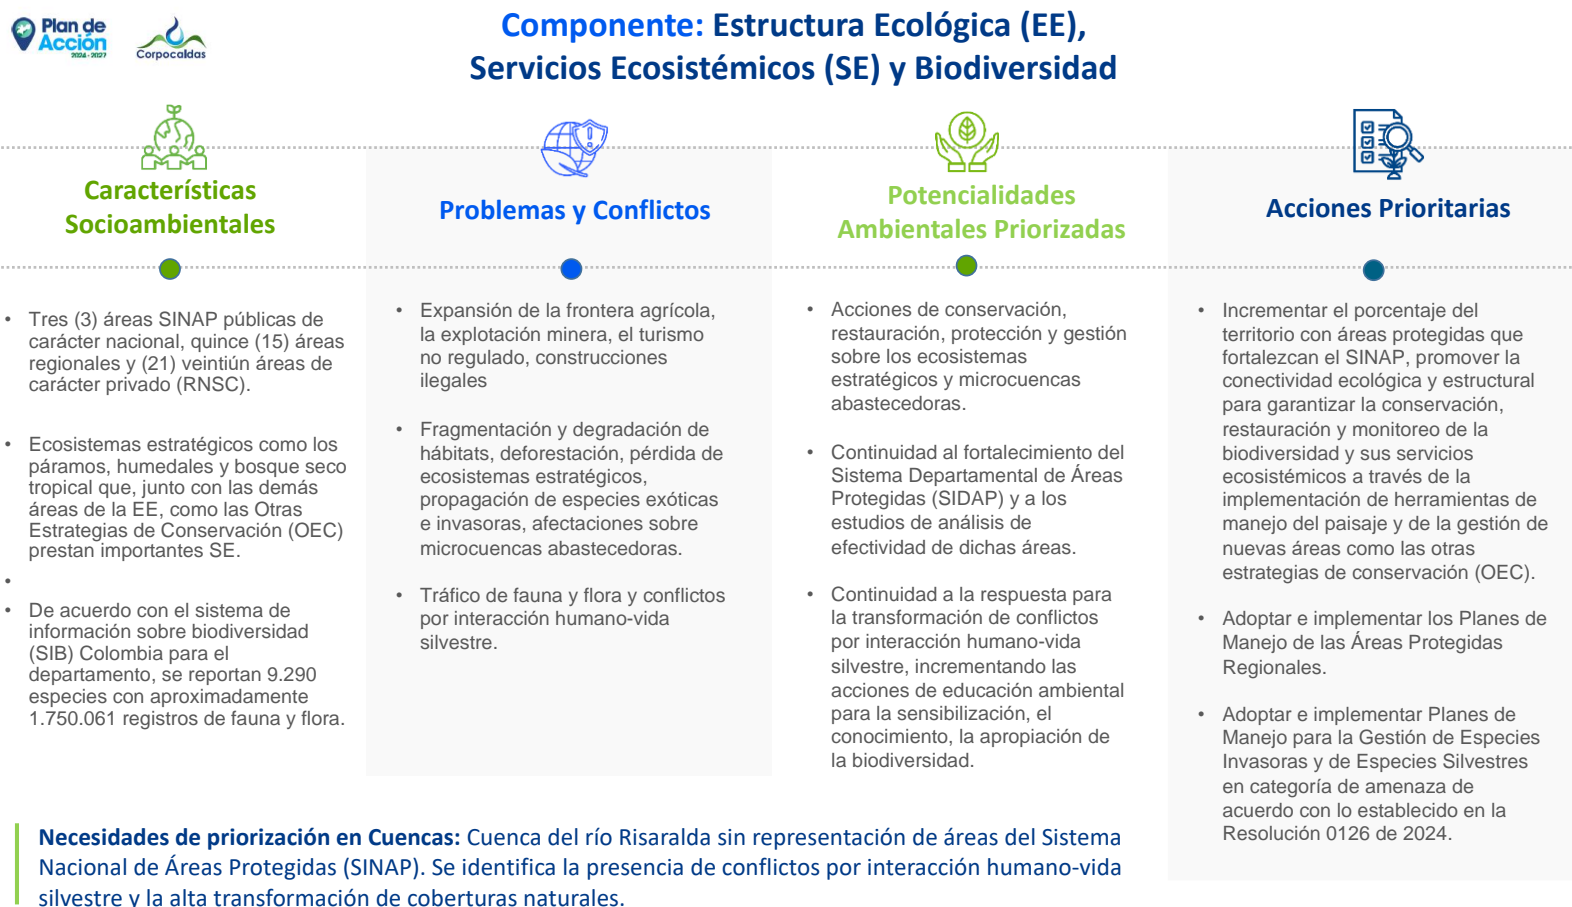 Plan de
Acción
2024 - 2027
Corpocaldas
Componente: Estructura Ecológica (EE),
Servicios Ecosistémicos (SE) y Biodiversidad
Características
Socioambientales
• Tres (3) áreas SINAP públicas de
carácter nacional, quince (15) áreas
regionales y (21) veintiún áreas de
carácter privado (RNSC).
• Ecosistemas estratégicos como los
páramos, humedales y bosque seco
tropical que, junto con las demás
áreas de la EE, como las Otras
Estrategias de Conservación (OEC)
prestan importantes SE.
•
• De acuerdo con el sistema de
información sobre biodiversidad
(SIB) Colombia para el
departamento, se reportan 9.290
especies con aproximadamente
1.750.061 registros de fauna y flora.
Problemas y Conflictos
• Expansión de la frontera agrícola,
la explotación minera, el turismo
no regulado, construcciones
ilegales
• Fragmentación y degradación de
hábitats, deforestación, pérdida de
ecosistemas estratégicos,
propagación de especies exóticas
e invasoras, afectaciones sobre
microcuencas abastecedoras.
• Tráfico de fauna y flora y conflictos
por interacción humano-vida
silvestre.
Potencialidades
Ambientales Priorizadas
• Acciones de conservación,
restauración, protección y gestión
sobre los ecosistemas
estratégicos y microcuencas
abastecedoras.
• Continuidad al fortalecimiento del
Sistema Departamental de Áreas
Protegidas (SIDAP) y a los
estudios de análisis de
efectividad de dichas áreas.
• Continuidad a la respuesta para
la transformación de conflictos
por interacción humano-vida
silvestre, incrementando las
acciones de educación ambiental
para la sensibilización, el
conocimiento, la apropiación de
la biodiversidad.
Acciones Prioritarias
• Incrementar el porcentaje del
territorio con áreas protegidas que
fortalezcan el SINAP, promover la
conectividad ecológica y estructural
para garantizar la conservación,
restauración y monitoreo de la
biodiversidad y sus servicios
ecosistémicos a través de la
implementación de herramientas de
manejo del paisaje y de la gestión de
nuevas áreas como las otras
estrategias de conservación (OEC).
• Adoptar e implementar los Planes de
Manejo de las Áreas Protegidas
Regionales.
• Adoptar e implementar Planes de
Manejo para la Gestión de Especies
Invasoras y de Especies Silvestres
en categoría de amenaza de
acuerdo con lo establecido en la
Resolución 0126 de 2024.
Necesidades de priorización en Cuencas: Cuenca del río Risaralda sin representación de áreas del Sistema
Nacional de Áreas Protegidas (SINAP). Se identifica la presencia de conflictos por interacción humano-vida
silvestre y la alta transformación de coberturas naturales.